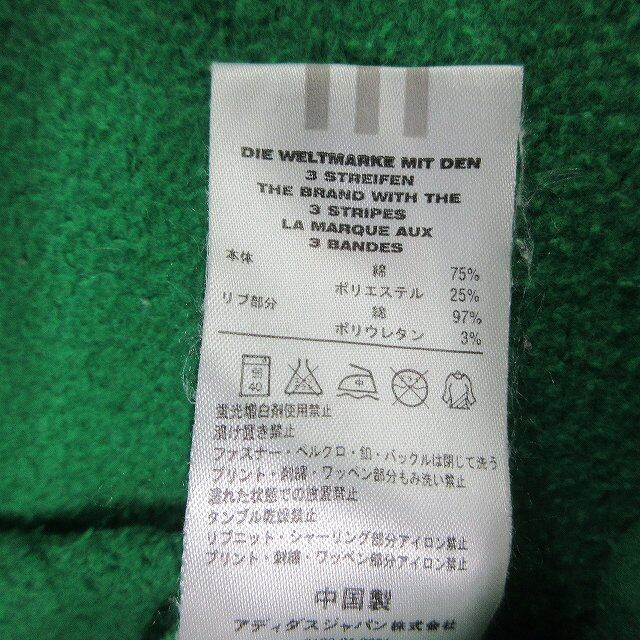 DIE WELTMARKE MIT DEN
3 STREIFEN
THE BRAND WITH THE
3 STRIPES
LA MARQUE AUX
3 BANDES
本体 綿 75%
ポリエステル 25%
リブ部分 綿 97%
ポリウレタン 3%
弱
40
中
蛍光増白剤使用禁止
漬け置き禁止
ファスナー・ベルクロ・釦・バックルは閉じて洗う
プリント・刺繍・ワッペン部分もみ洗い禁止
濡れた状態での放置禁止
タンブル乾燥禁止
リブニット・シャーリング部分アイロン禁止
プリント・刺繍・ワッペン部分アイロン禁止
中国製
アディダスジャパン株式会社